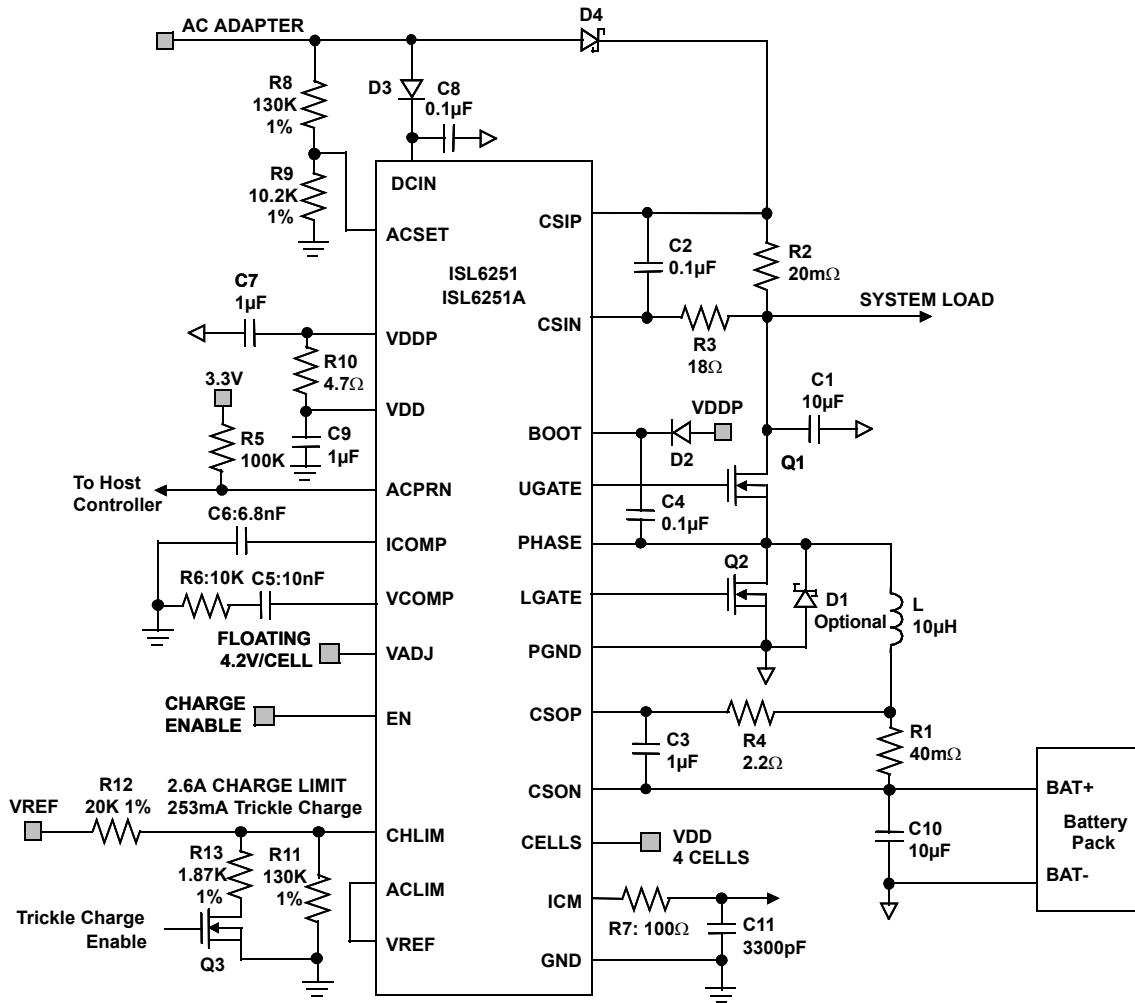 AC ADAPTER
D4
R8
130K
1%
D3
C8
0.1µF
R9
10.2K
1%
DCIN
ACSET
CSIP
ISL6251
ISL6251A
C2
0.1µF
R2
20mΩ
C7
1µF
CSIN
R3
18Ω
SYSTEM LOAD
VDDP
R10
4.7Ω
3.3V
VDD
C9
1µF
R5
100K
C1
10µF
VDDP
BOOT
D2
Q1
To Host
Controller
ACPRN
UGATE
C4
0.1µF
C6:6.8nF
ICOMP
PHASE
Q2
R6:10K
C5:10nF
VCOMP
LGATE
D1
Optional
L
10µH
FLOATING
4.2V/CELL
VADJ
PGND
CHARGE
ENABLE
EN
CSOP
C3
1µF
R4
2.2Ω
R1
40mΩ
R12
20K 1%
2.6A CHARGE LIMIT
253mA Trickle Charge
CSON
BAT+
VREF
CHLIM
CELLS
VDD
4 CELLS
C10
10µF
Battery
Pack
R13
1.87K
1%
R11
130K
1%
ACLIM
BAT-
ICM
R7: 100Ω
C11
3300pF
Trickle Charge
Enable
Q3
VREF
GND